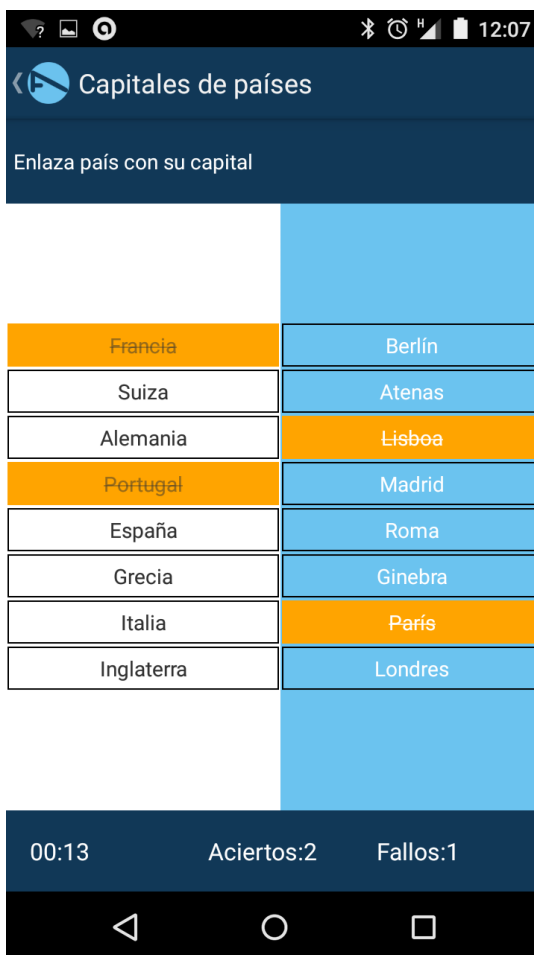 12:07
Capitales de países
Enlaza país con su capital
Francia Berlín
Suiza Atenas
Alemania Lisboa
Portugal Madrid
España Roma
Grecia Ginebra
Italia París
Inglaterra Londres
00:13 Aciertos:2 Fallos:1